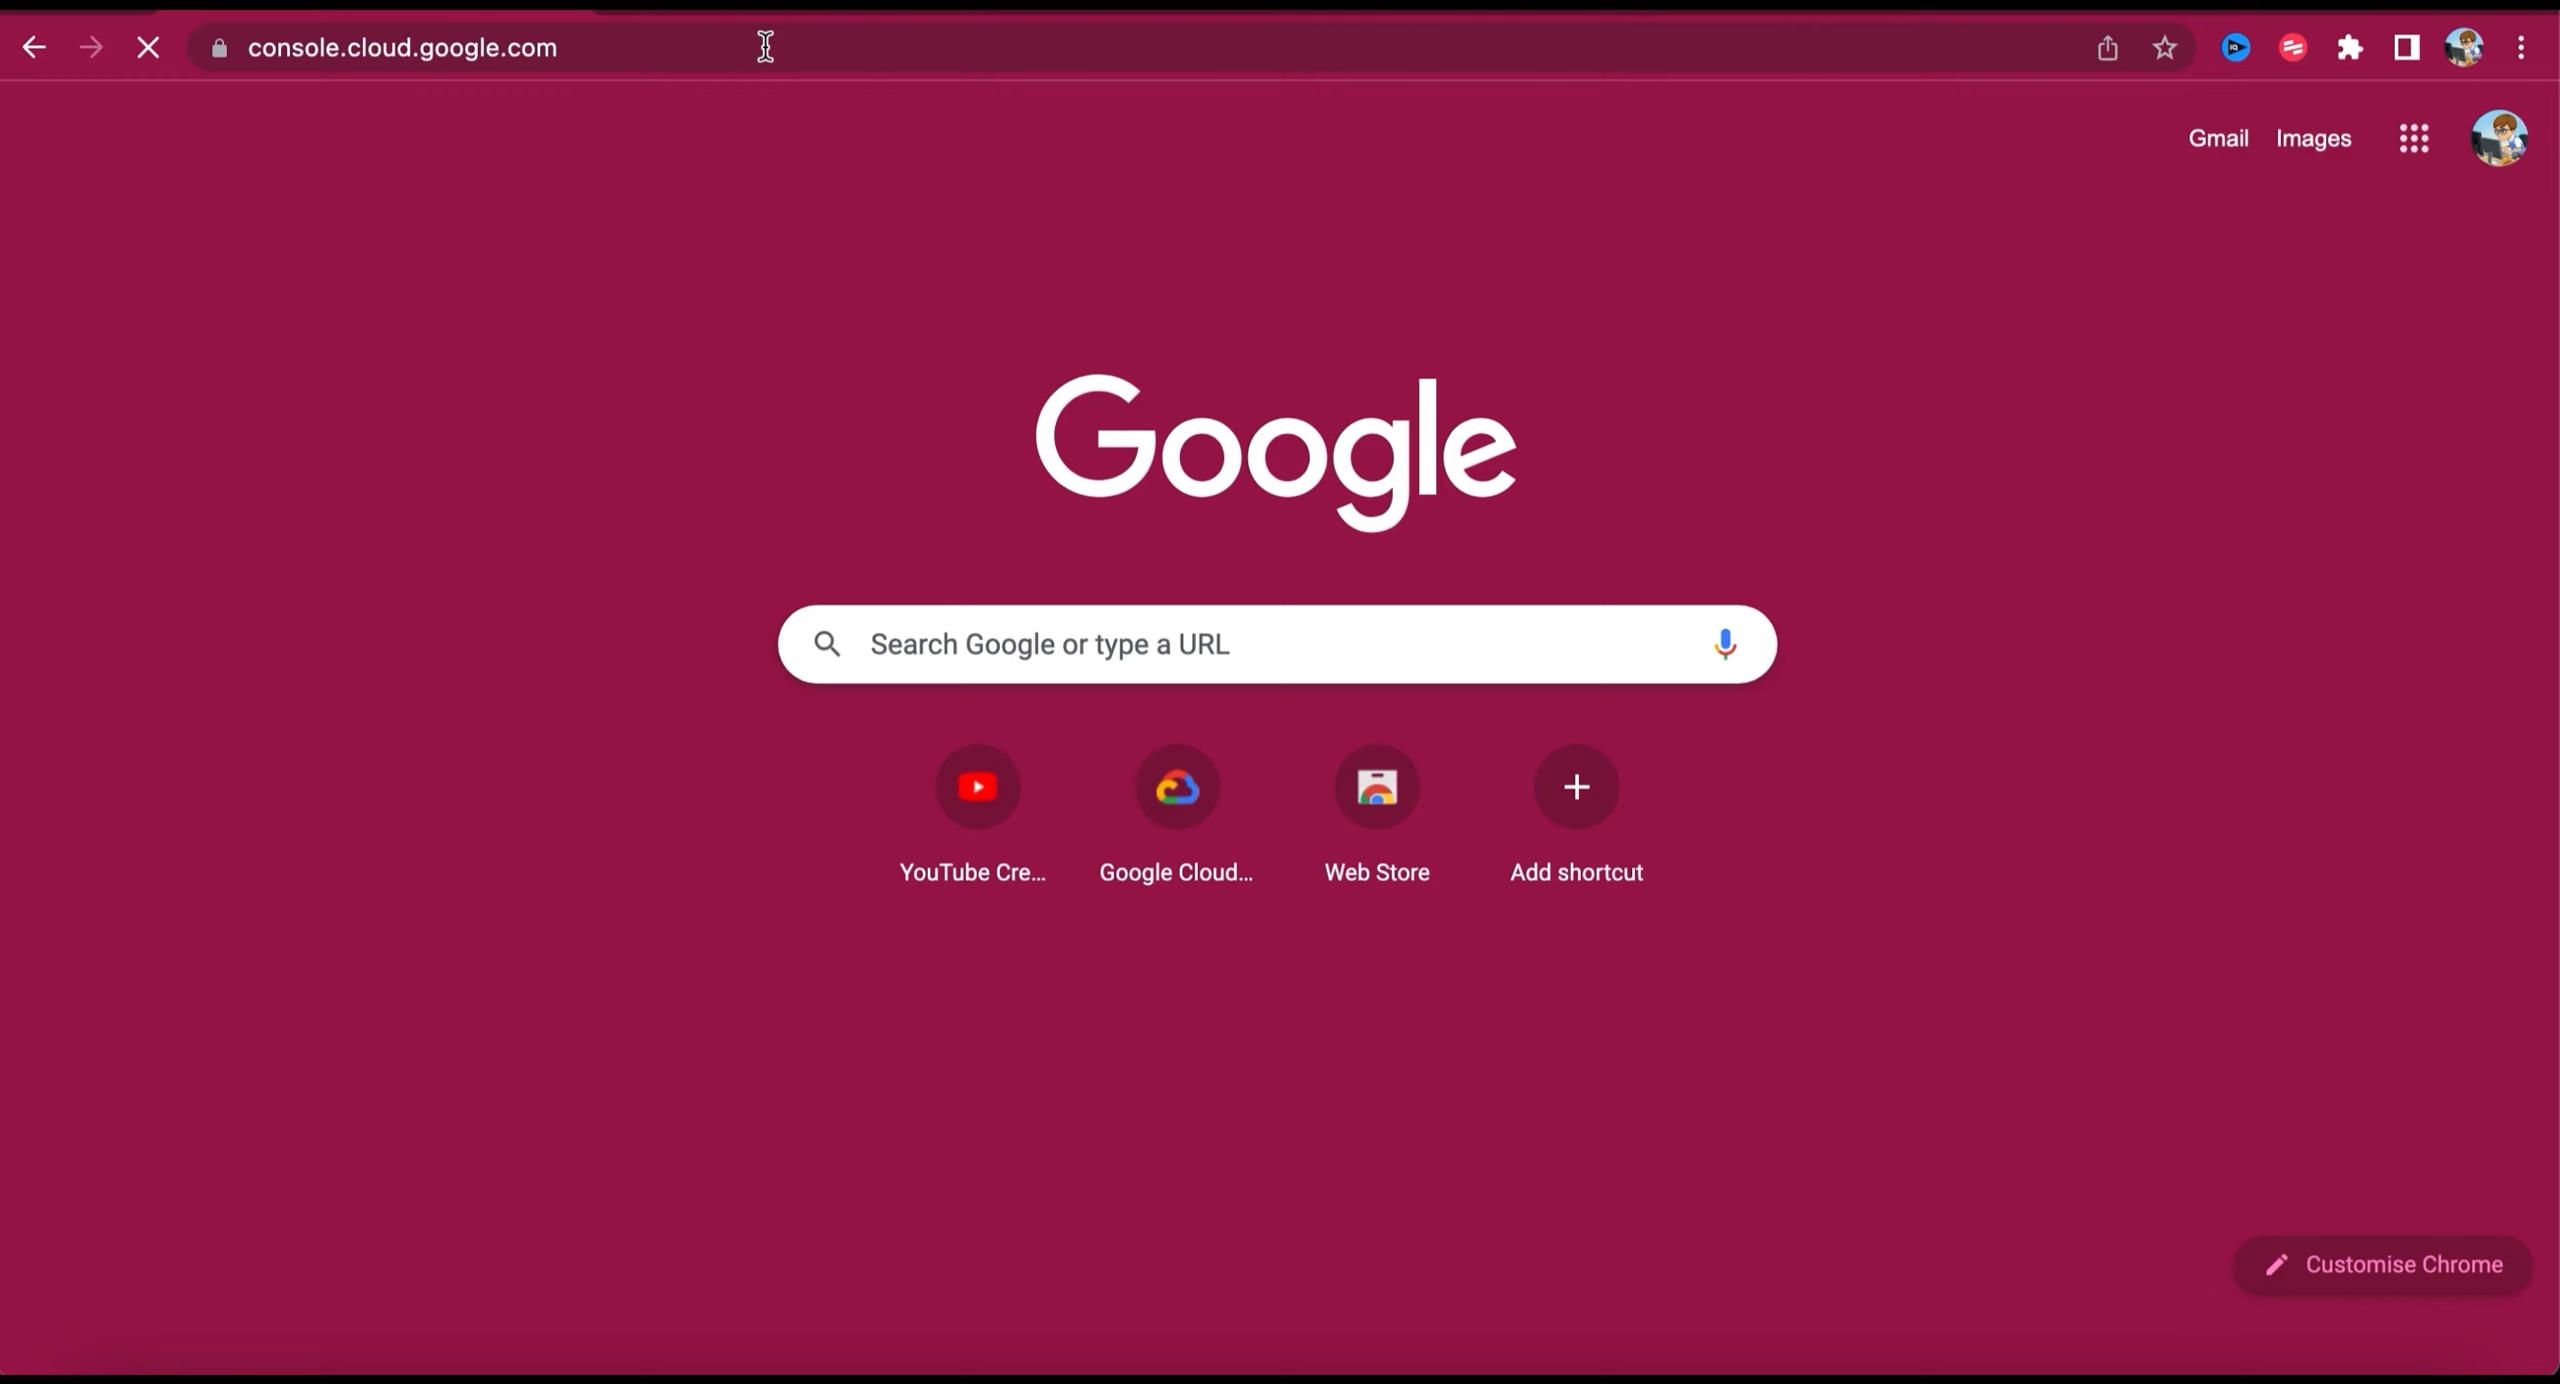 console.cloud.google.com
Gmail Images
Google
Search Google or type a URL
YouTube Cre... Google Cloud... Web Store Add shortcut
Customise Chrome